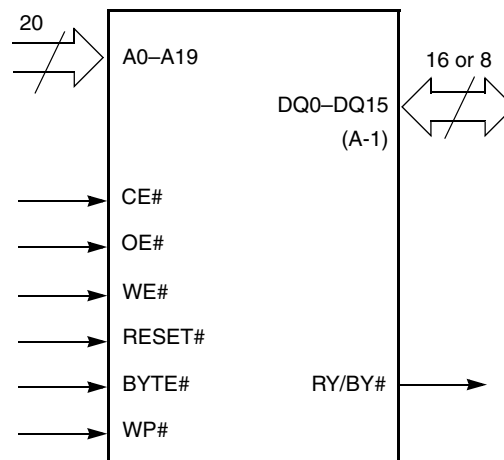 20
A0–A19
16 or 8
DQ0–DQ15
(A-1)
CE#
OE#
WE#
RESET#
BYTE#
RY/BY#
WP#